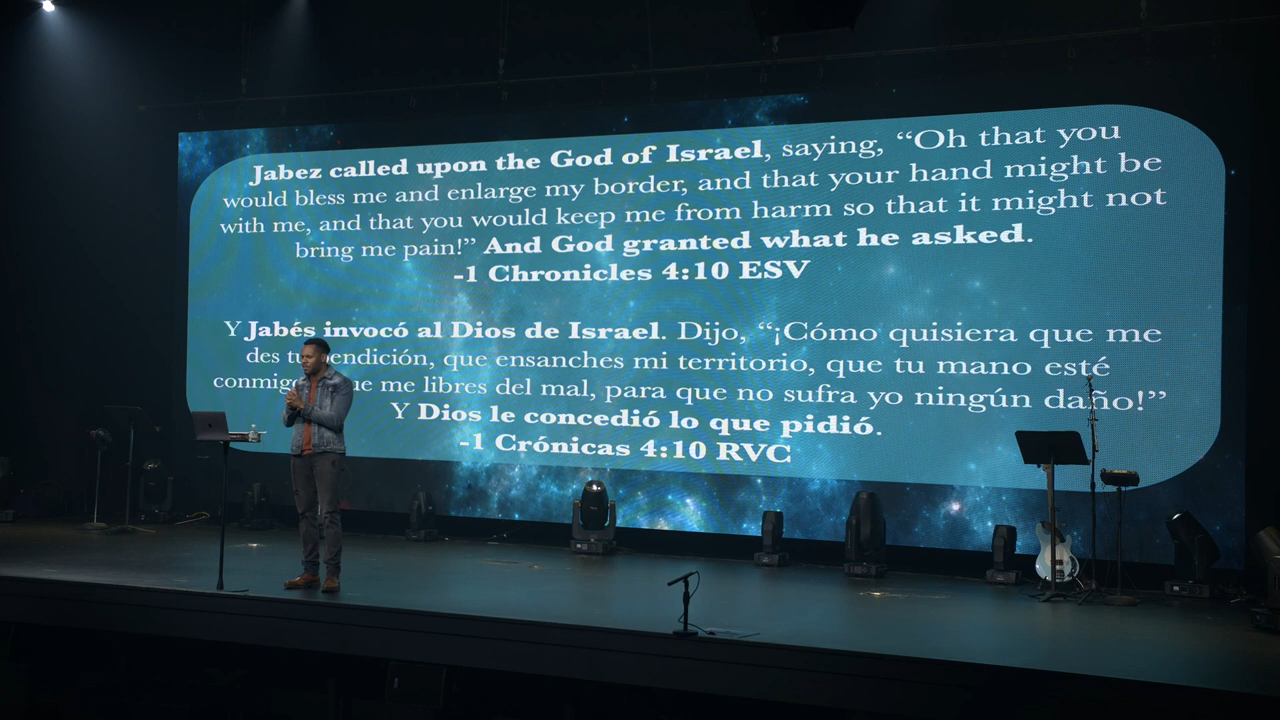 Jabez called upon the God of Israel, saying, “Oh that you
would bless me and enlarge my border, and that your hand might be
with me, and that you would keep me from harm so that it might not
bring me pain!” And God granted what he asked.
-1 Chronicles 4:10 ESV
Y Jabés invocó al Dios de Israel. Dijo, “¡Cómo quisiera que me
des que ensanches mi territorio, que tu mano esté
me libres del mal, para que no sufra yo ningún daño!”
Y Dios le concedió lo que pidió.
-1 Crónicas 4:10 RVC